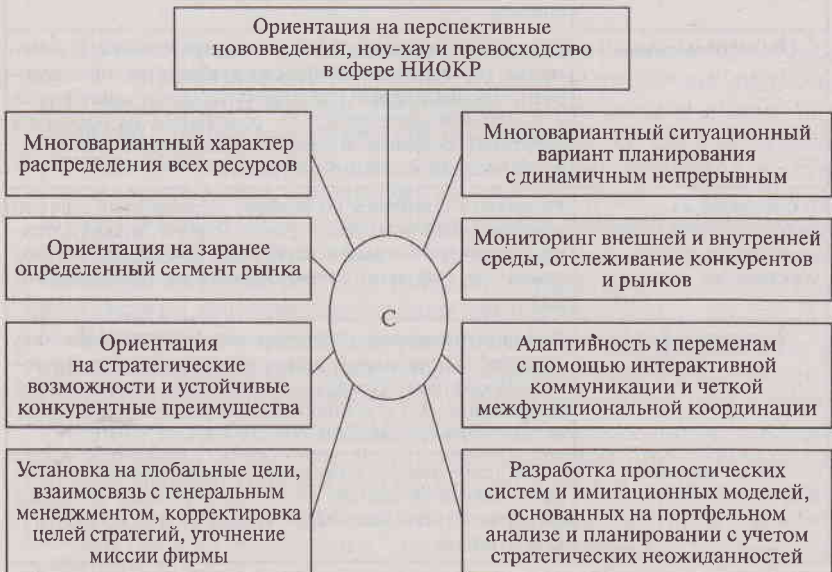 Ориентация на перспективные
нововведения, ноу-хау и превосходство
в сфере НИОКР
Многовариантный характер
распределения всех ресурсов
Многовариантный ситуационный
вариант планирования
с динамичным непрерывным
Ориентация на заранее
определенный сегмент рынка
Мониторинг внешней и внутренней
среды, отслеживание конкурентов
и рынков
С
Ориентация
на стратегические
возможности и устойчивые
конкурентные преимущества
Адаптивность к переменам
с помощью интерактивной
коммуникации и четкой
межфункциональной координации
Установка на глобальные цели,
взаимосвязь с генеральным
менеджментом, корректировка
целей стратегий, уточнение
миссии фирмы
Разработка прогностических
систем и имитационных моделей,
основанных на портфельном
анализе и планировании с учетом
стратегических неожиданностей